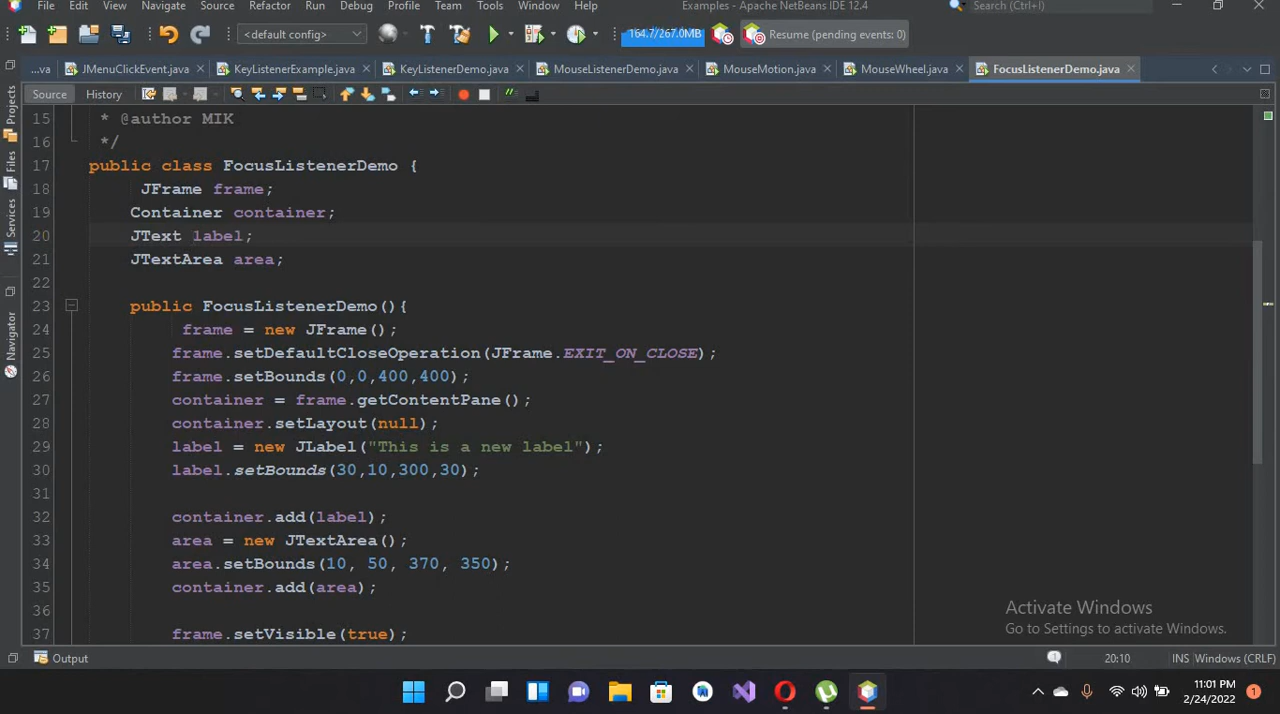 File Edit View Navigate Source Refactor Run Debug Profile Team Tools Window Help Examples - Apache NetBeans IDE 12.4 Search (Ctrl+I)
<default config> 164.7/267.0MB Resume (pending events: 0)
...va JMenuClickEvent.java KeyListenerExample.java KeyListenerDemo.java MouseListenerDemo.java MouseMotion.java MouseWheel.java FocusListenerDemo.java
Source History
Projects
Files
Services
Navigator
15 * @author MIK
16 */
17 public class FocusListenerDemo {
18 JFrame frame;
19 Container container;
20 JText label;
21 JTextArea area;
22
23 public FocusListenerDemo(){
24 frame = new JFrame();
25 frame.setDefaultCloseOperation(JFrame.EXIT_ON_CLOSE);
26 frame.setBounds(0,0,400,400);
27 container = frame.getContentPane();
28 container.setLayout(null);
29 label = new JLabel("This is a new label");
30 label.setBounds(30,10,300,30);
31
32 container.add(label);
33 area = new JTextArea();
34 area.setBounds(10, 50, 370, 350);
35 container.add(area);
36
37 frame.setVisible(true);
Activate Windows
Go to Settings to activate Windows.
Output 1 20:10 INS Windows (CRLF)
11:01 PM
2/24/2022 1